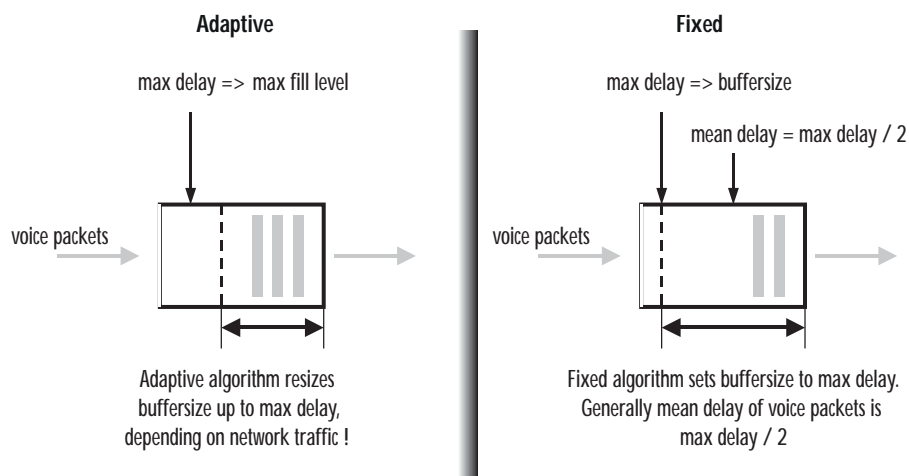 Adaptive
max delay => max fill level
voice packets
Adaptive algorithm resizes
buffersize up to max delay,
depending on network traffic !
Fixed
max delay => buffersize
mean delay = max delay / 2
voice packets
Fixed algorithm sets buffersize to max delay.
Generally mean delay of voice packets is
max delay / 2